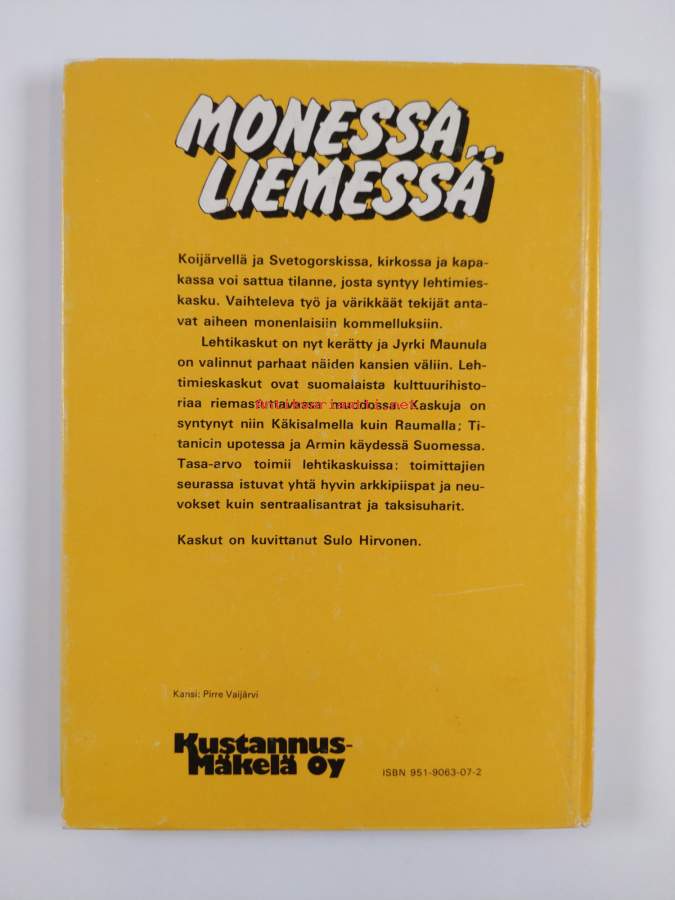 MONESSA
LIEMESSÄ
Koijärvellä ja Svetogorskissa, kirkossa ja kapa-
kassa voi sattua tilanne, josta syntyy lehtimies-
kasku. Vaihteleva työ ja värikkäät tekijät anta-
vat aiheen monenlaisiin kommelluksiin.
Lehtikaskut on nyt kerätty ja Jyrki Maunula
on valinnut parhaat näiden kansien väliin. Leh-
timieskaskut ovat suomalaista kulttuurihisto-
riaa riemastuttavassa muodossa. Kaskuja on
syntynyt niin Käkisalmella kuin Raumalla; Ti-
tanicin upotessa ja Armin käydessä Suomessa.
Tasa-arvo toimii lehtikaskuissa: toimittajien
seurassa istuvat yhtä hyvin arkkipiispat ja neu-
vokset kuin sentraalisantrat ja taksisuharit.
Kaskut on kuvittanut Sulo Hirvonen.
Kansi: Pirre Vaijärvi
Kustannus-
Mäkelä Oy
ISBN 951-9063-07-2